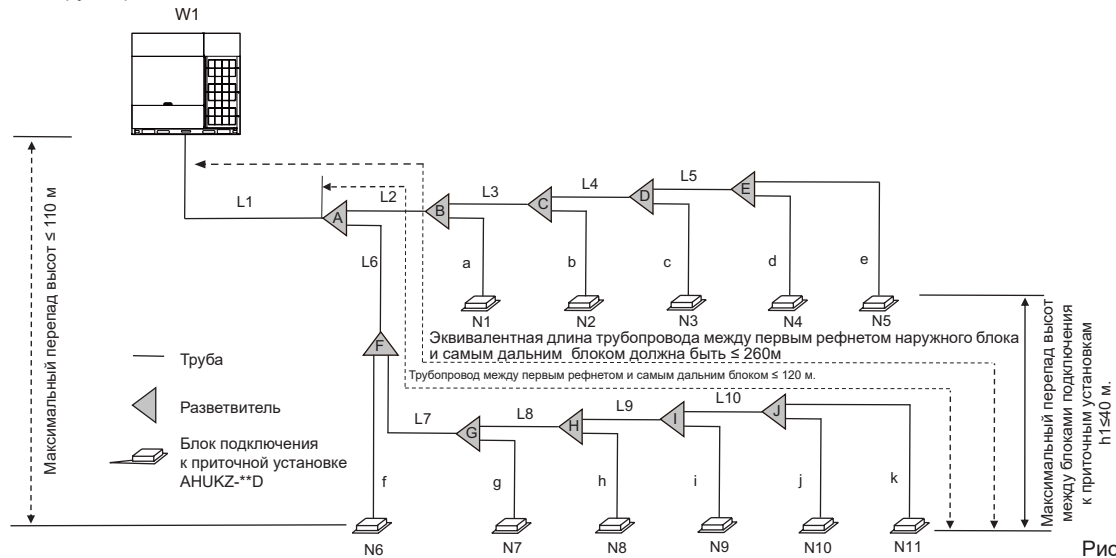 W1
Максимальный перепад высот ≤ 110 м
L1
L2
L3
L4
L5
A
B
C
D
E
L6
a
b
c
d
e
N1
N2
N3
N4
N5
F
Эквивалентная длина трубопровода между первым рефнетом наружного блока
и самым дальним блоком должна быть ≤ 260м
Трубопровод между первым рефнетом и самым дальним блоком ≤ 120 м.
Труба
Разветвитель
Блок подключения
к приточной установке
AHUKZ-**D
L7
L8
L9
L10
G
H
I
J
f
g
h
i
j
k
N6
N7
N8
N9
N10
N11
Максимальный перепад высот
между блоками подключения
к приточным установкам
h1≤40 м.
Рис